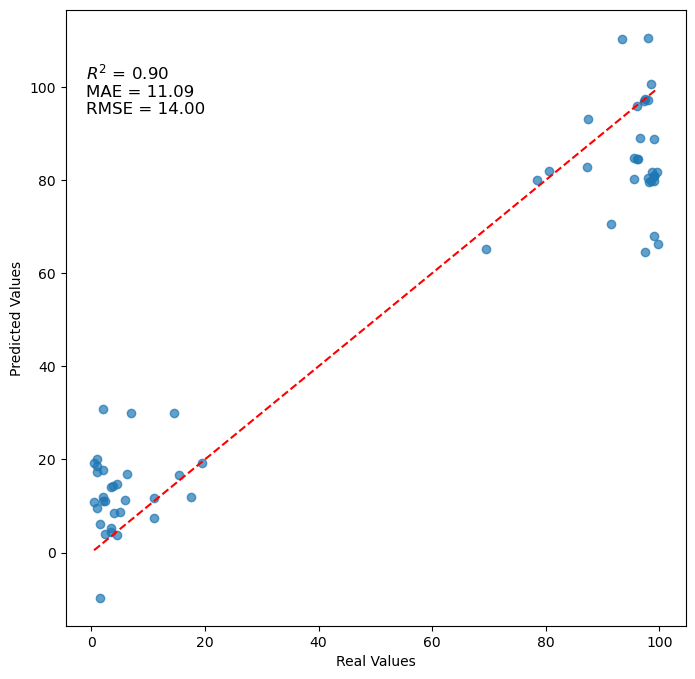 R² = 0.90
MAE = 11.09
RMSE = 14.00
100
80
60
40
20
0
Predicted Values
0 20 40 60 80 100
Real Values